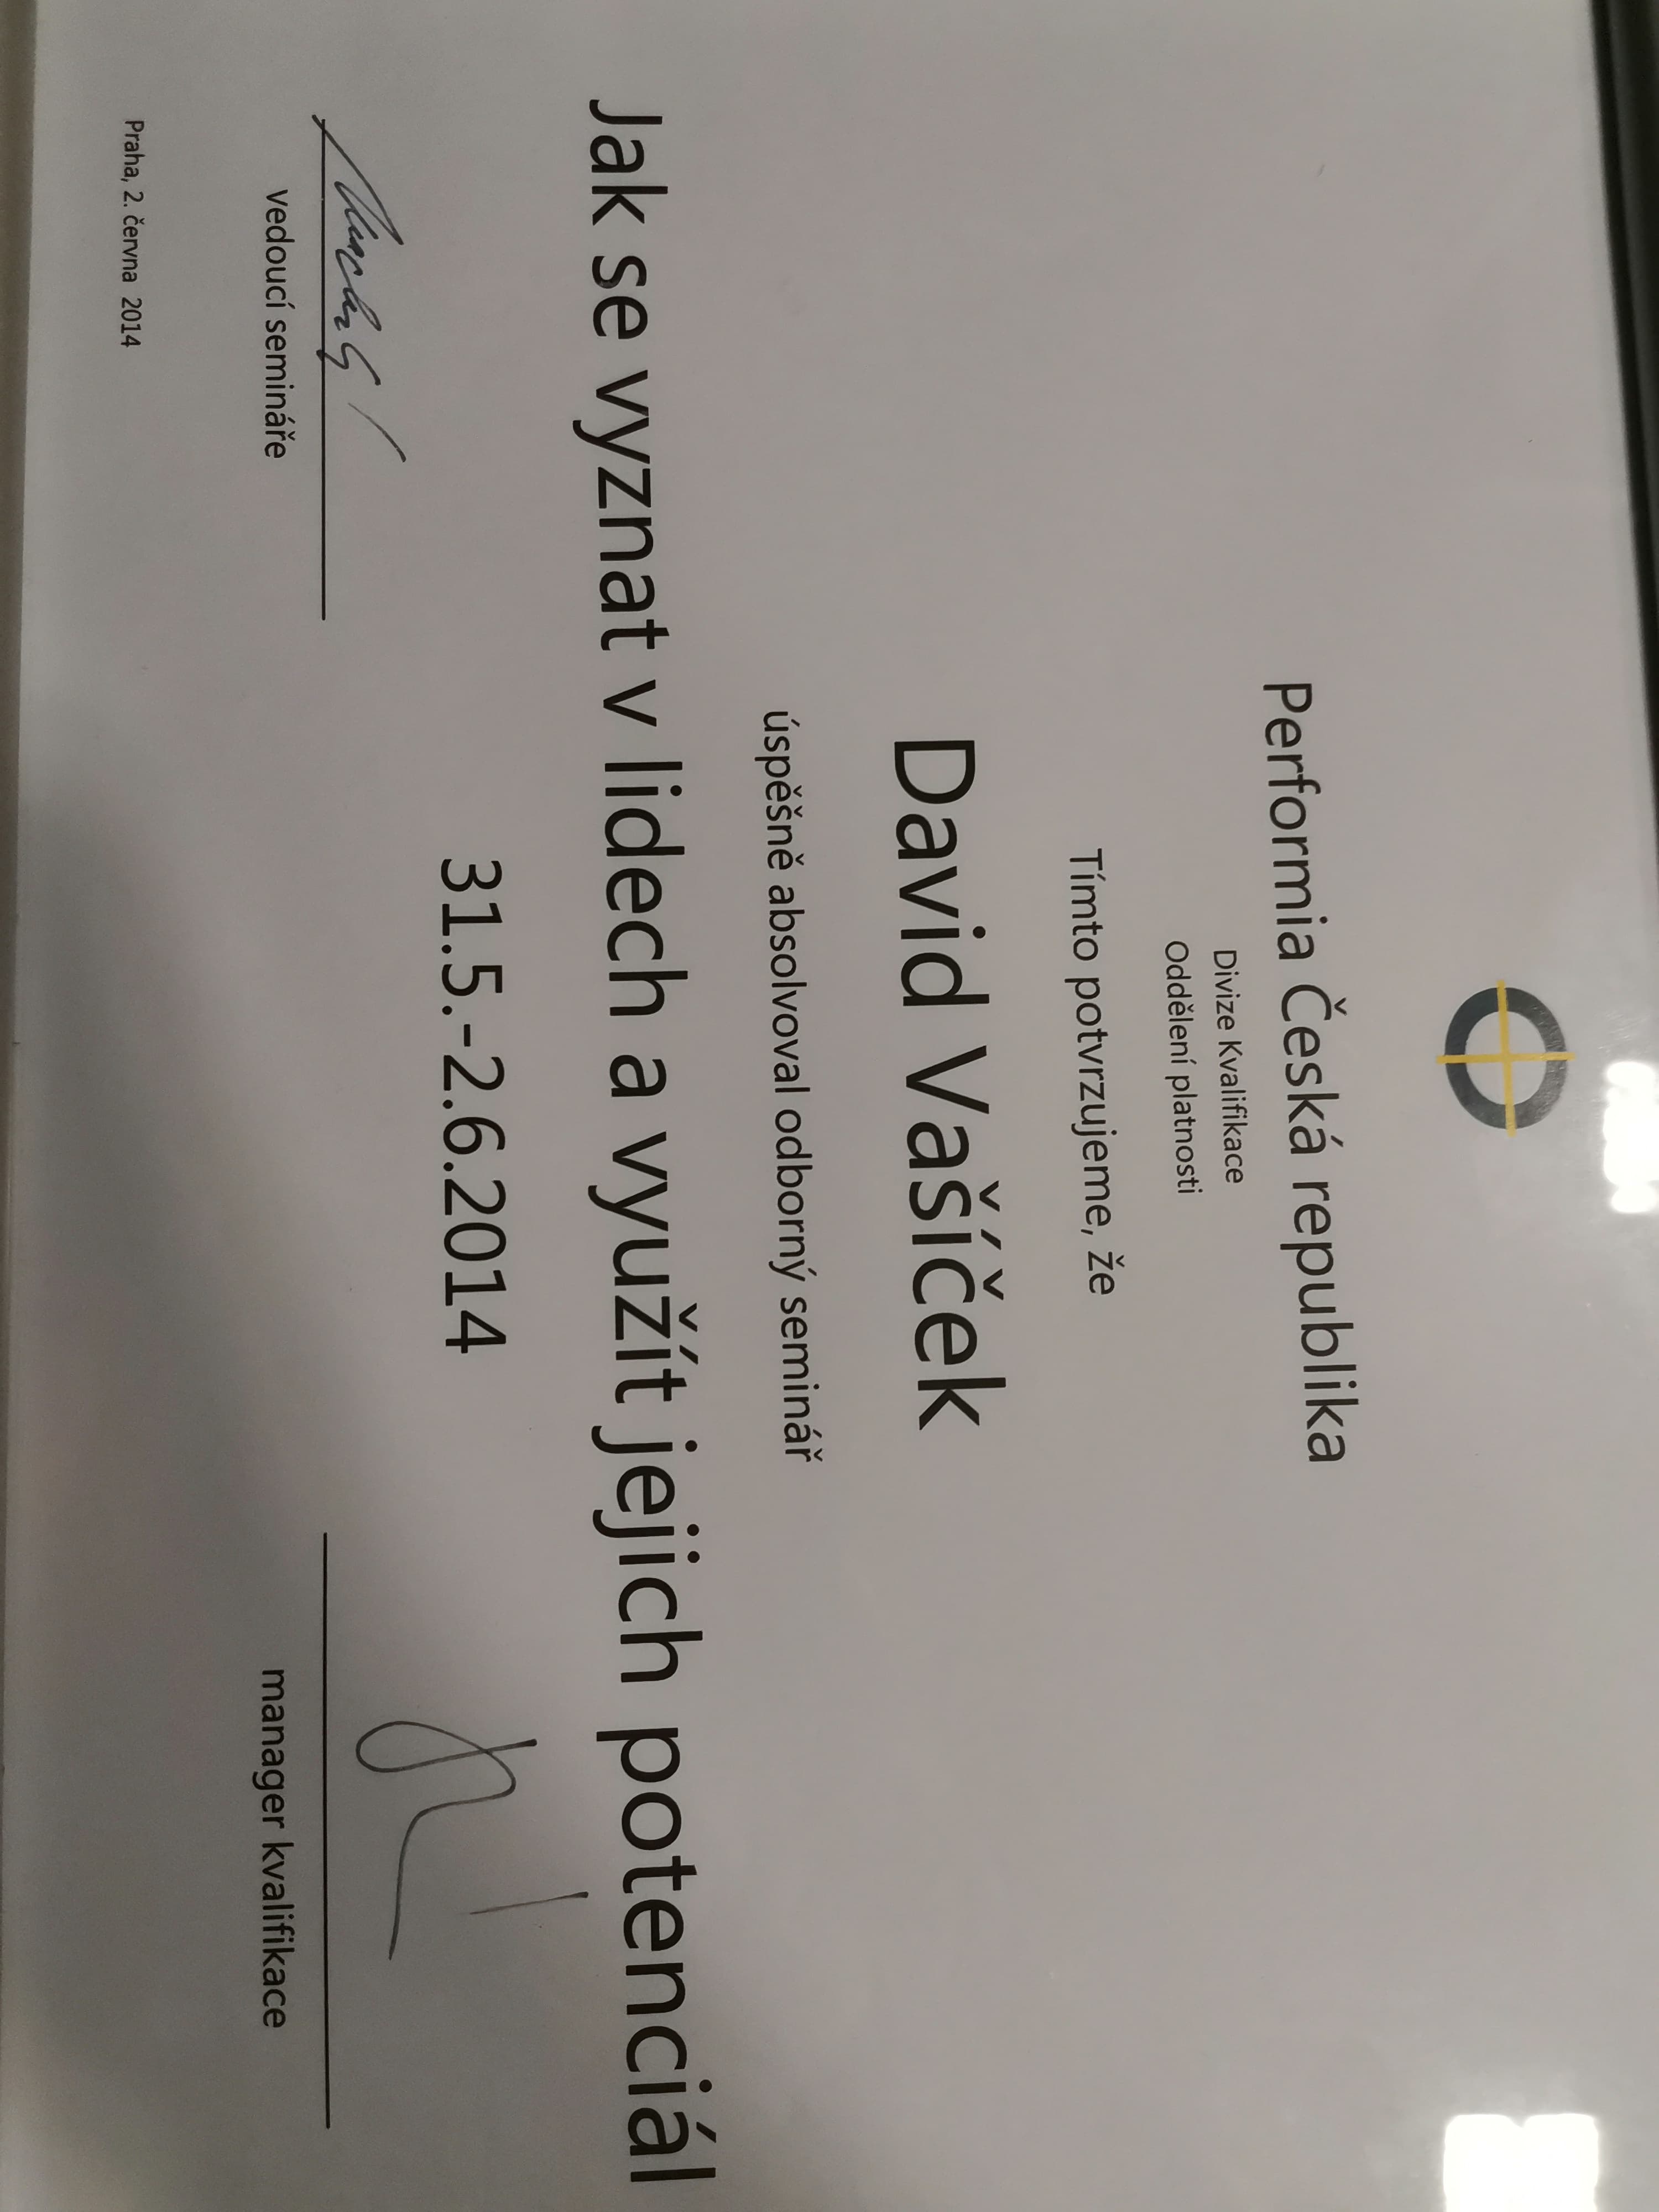 Performia Česká republika
Divize Kvalifikace
Oddělení platnosti
Tímto potvrzujeme, že
David Vašíček
úspěšně absolvoval odborný seminář
Jak se vyznat v lidech a využít jejich potenciál
31.5.-2.6.2014
Vedoucí semináře
manager kvalifikace
Praha, 2. června 2014